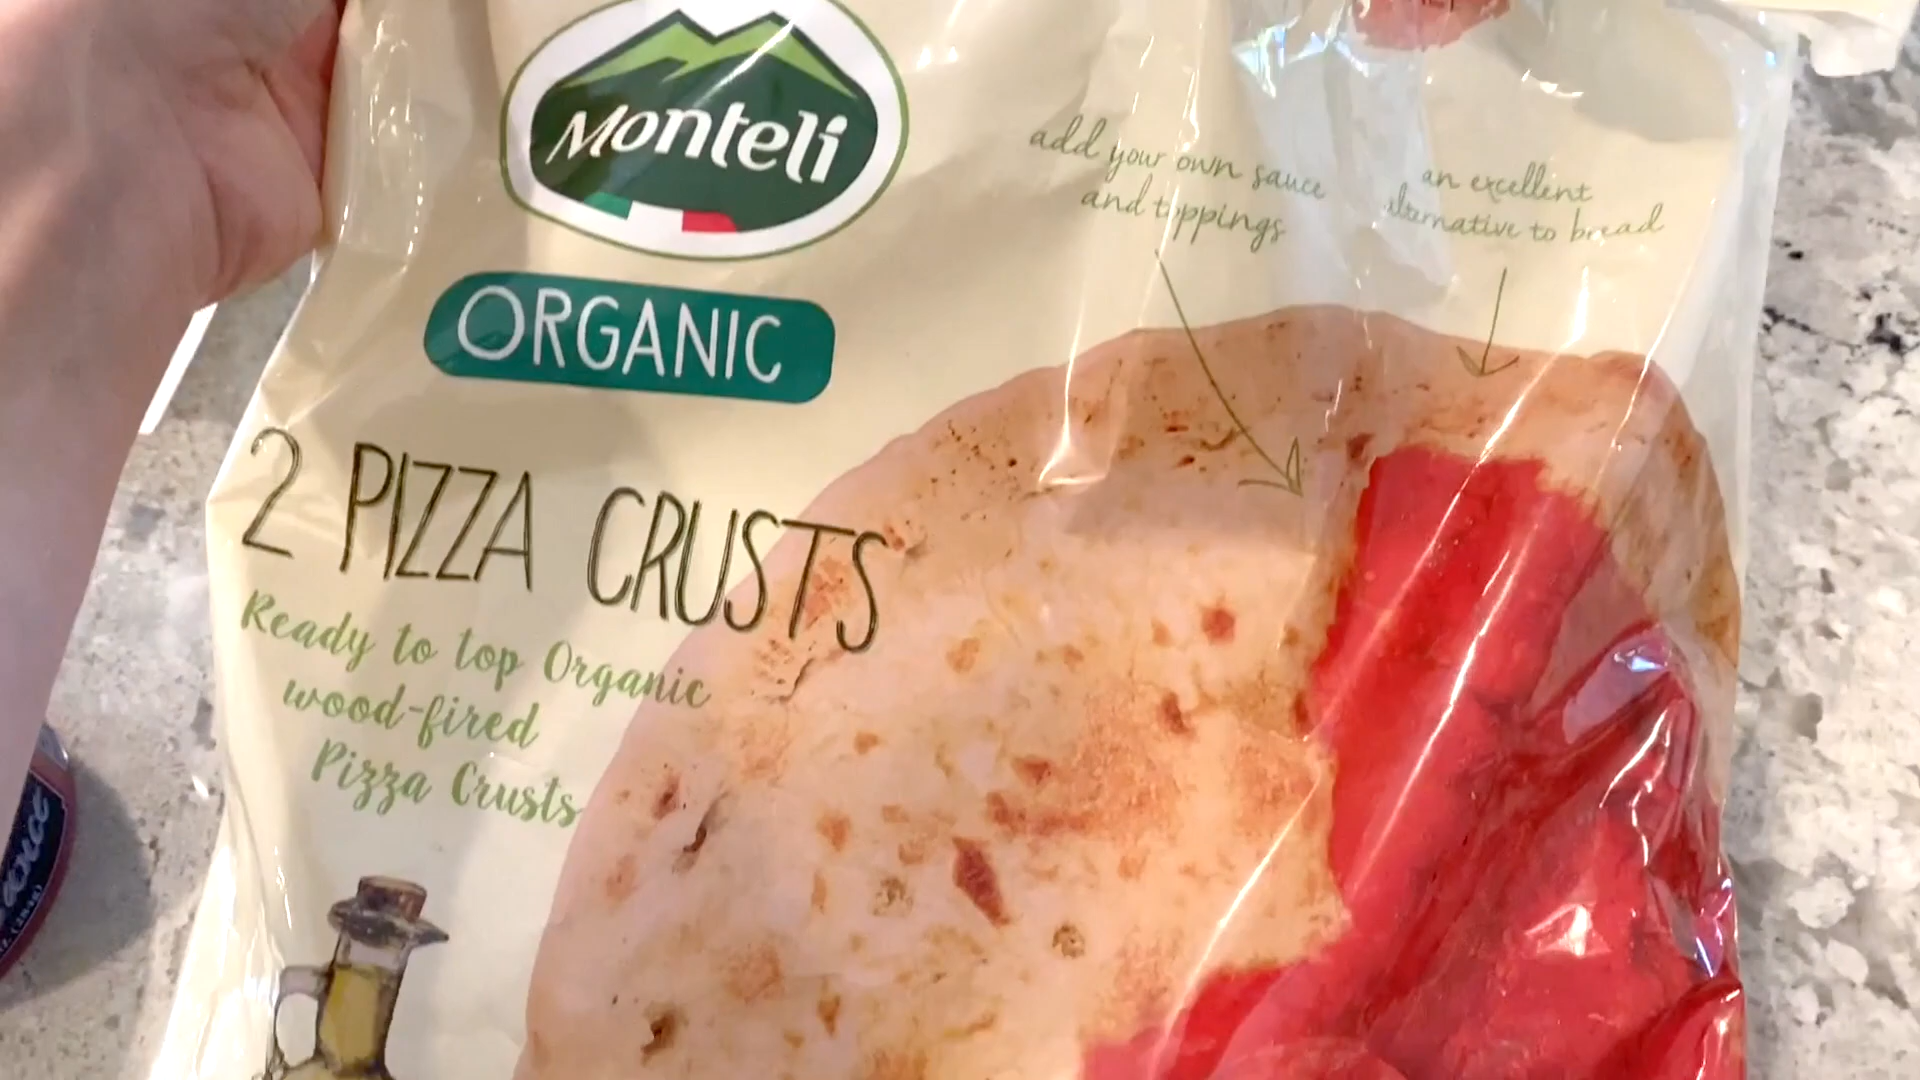 Monteli
ORGANIC
2 PIZZA CRUSTS
Ready to top Organic
wood-fired
Pizza Crusts
add your own sauce
and toppings
an excellent
alternative to bread